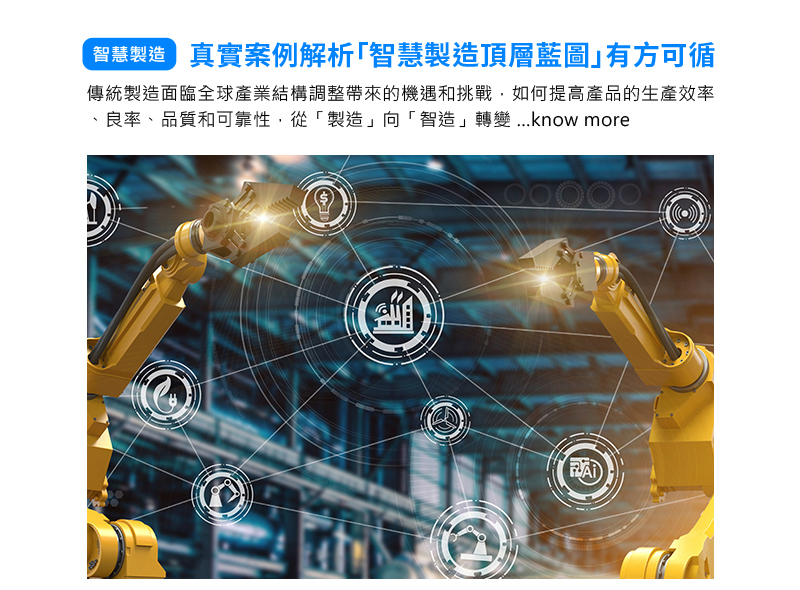 智慧製造 真實案例解析「智慧製造頂層藍圖」有方可循
傳統製造面臨全球產業結構調整帶來的機遇和挑戰，如何提高產品的生產效率
、良率、品質和可靠性，從「製造」向「智造」轉變 ...know more
$
Ai